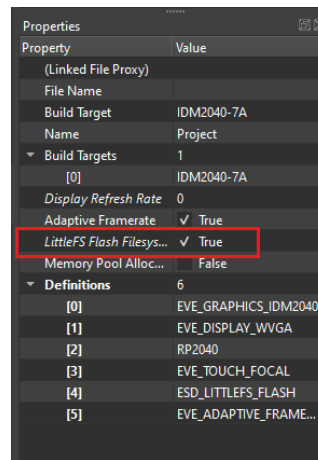 Properties
Property Value
(Linked File Proxy)
File Name
Build Target IDM2040-7A
Name Project
Build Targets 1
[0] IDM2040-7A
Display Refresh Rate 0
Adaptive Framerate ✓ True
LittleFS Flash Filesys... ✓ True
Memory Pool Alloc... False
Definitions 6
[0] EVE_GRAPHICS_IDM2040
[1] EVE_DISPLAY_WVGA
[2] RP2040
[3] EVE_TOUCH_FOCAL
[4] ESD_LITTLEFS_FLASH
[5] EVE_ADAPTIVE_FRAME...